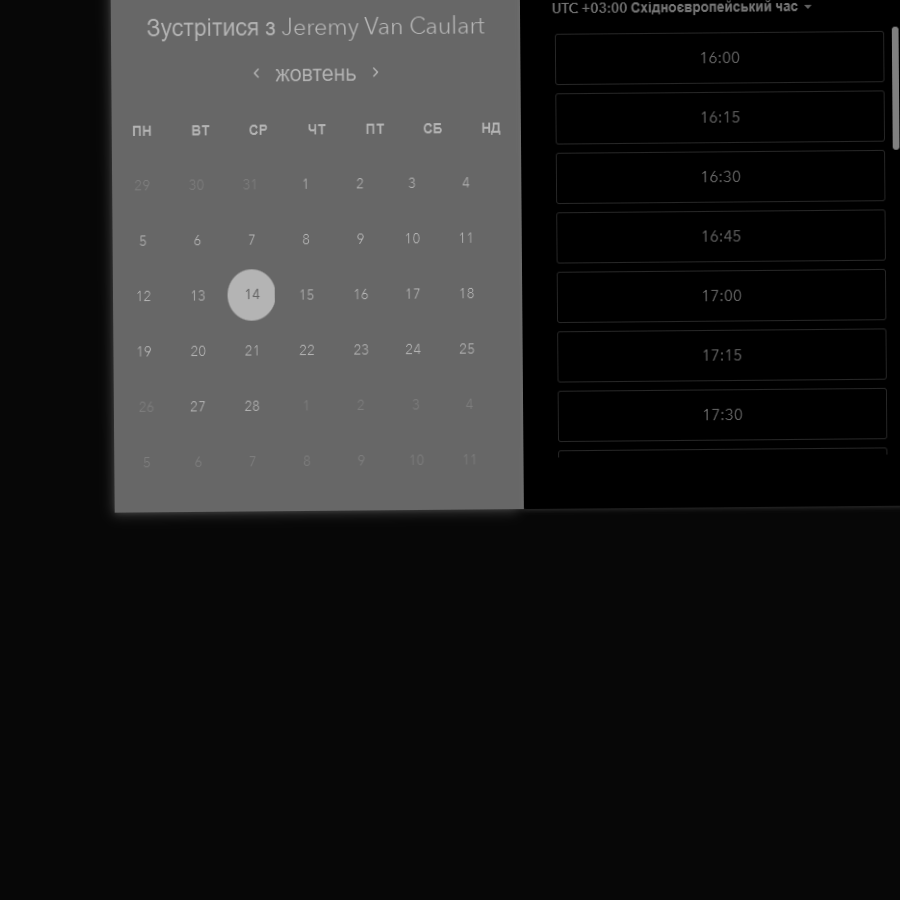 Зустрітися з Jeremy Van Caulart
жовтень
ПН ВТ СР ЧТ ПТ СБ НД
29 30 31 1 2 3 4
5 6 7 8 9 10 11
12 13 14 15 16 17 18
19 20 21 22 23 24 25
26 27 28 1 2 3 4
5 6 7 8 9 10 11
UTC +03:00 Східноєвропейський час
16:00
16:15
16:30
16:45
17:00
17:15
17:30